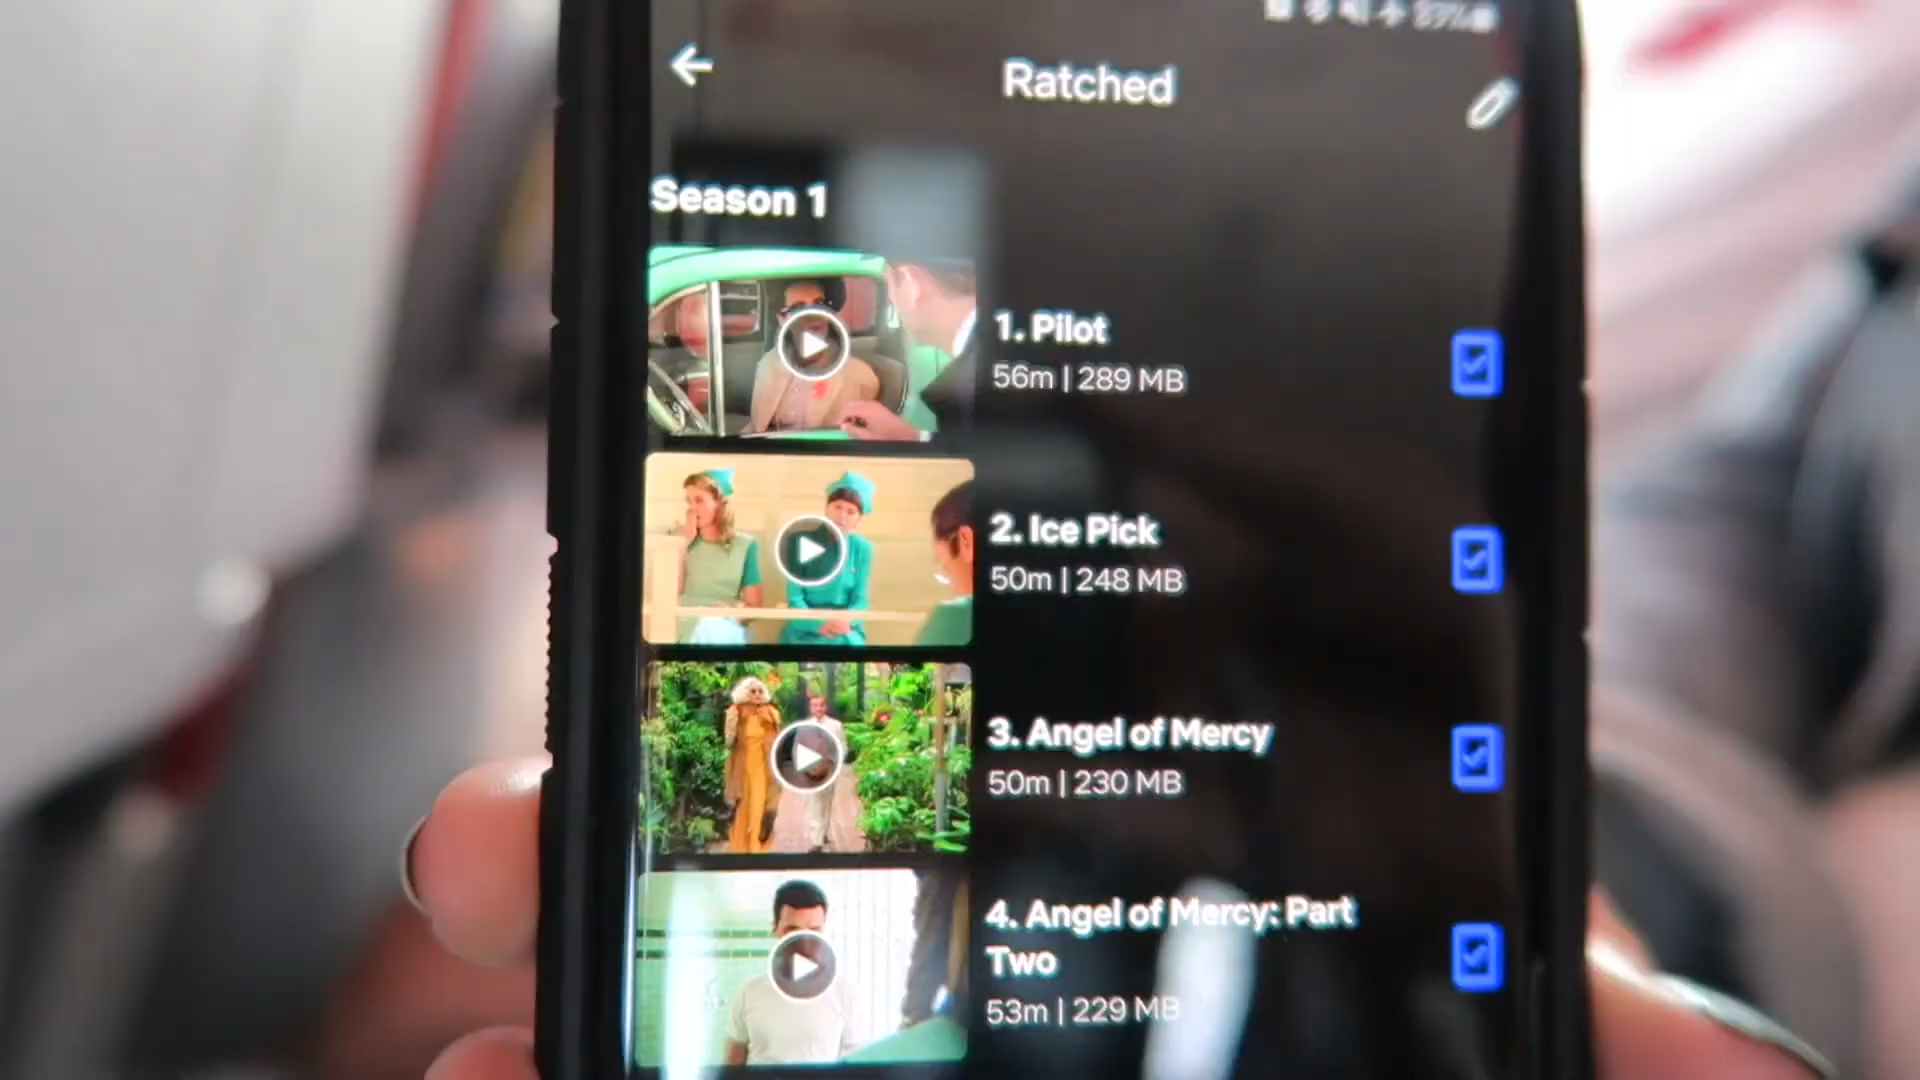 Ratched
Season 1
1. Pilot
56m | 289 MB
2. Ice Pick
50m | 248 MB
3. Angel of Mercy
50m | 230 MB
4. Angel of Mercy: Part
Two
53m | 229 MB